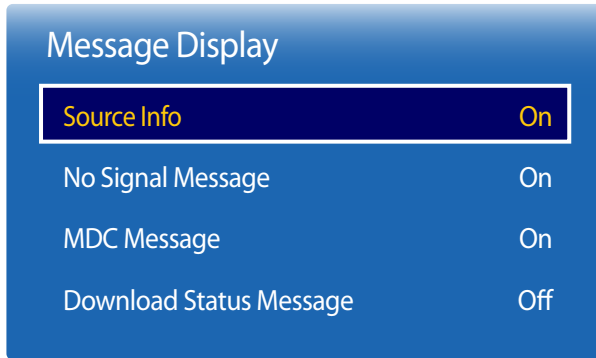 Message Display
Source Info On
No Signal Message On
MDC Message On
Download Status Message Off